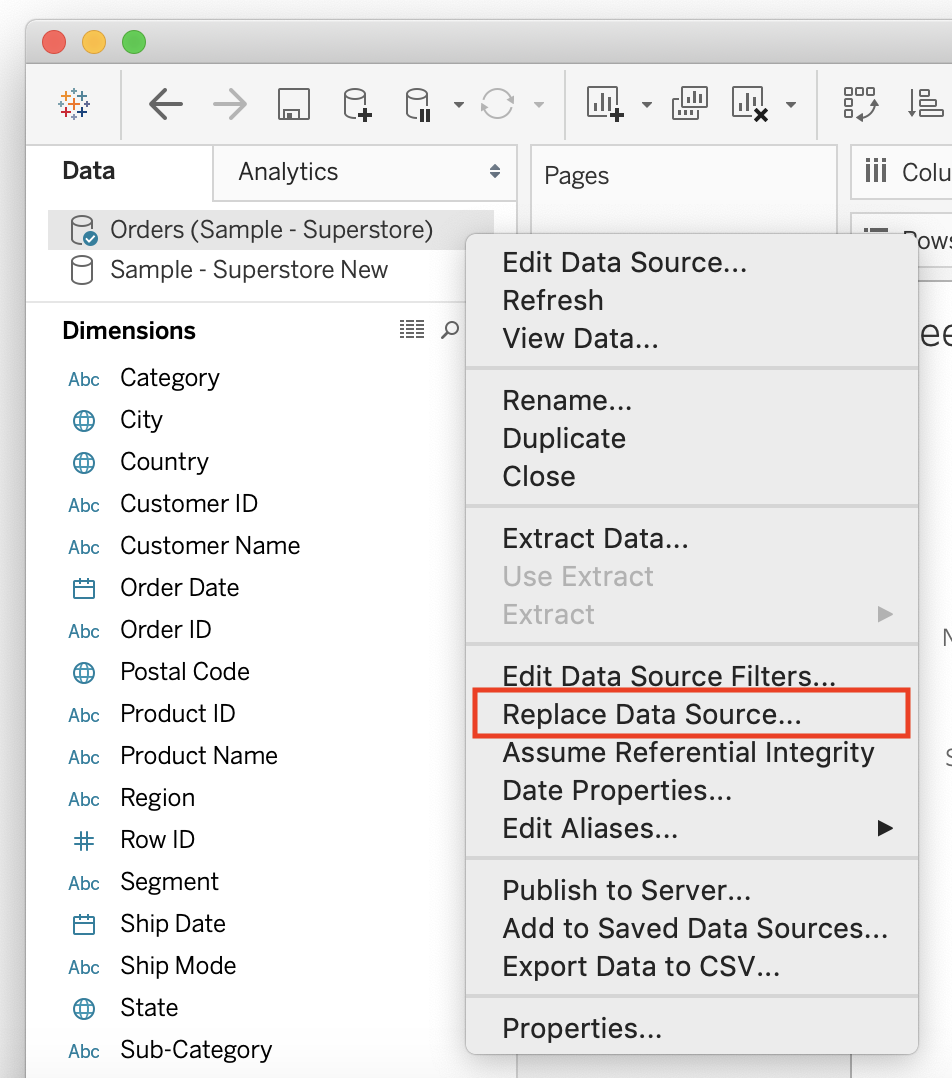 Data
Analytics
Pages
Colu
Orders (Sample - Superstore)
Sample - Superstore New
Rows
Dimensions
Abc Category
City
Country
Abc Customer ID
Abc Customer Name
Order Date
Abc Order ID
Postal Code
Abc Product ID
Abc Product Name
Abc Region
Row ID
Abc Segment
Ship Date
Abc Ship Mode
State
Abc Sub-Category
Edit Data Source...
Refresh
View Data...
Rename...
Duplicate
Close
Extract Data...
Use Extract
Extract
Edit Data Source Filters...
Replace Data Source...
Assume Referential Integrity
Date Properties...
Edit Aliases...
Publish to Server...
Add to Saved Data Sources...
Export Data to CSV...
Properties...